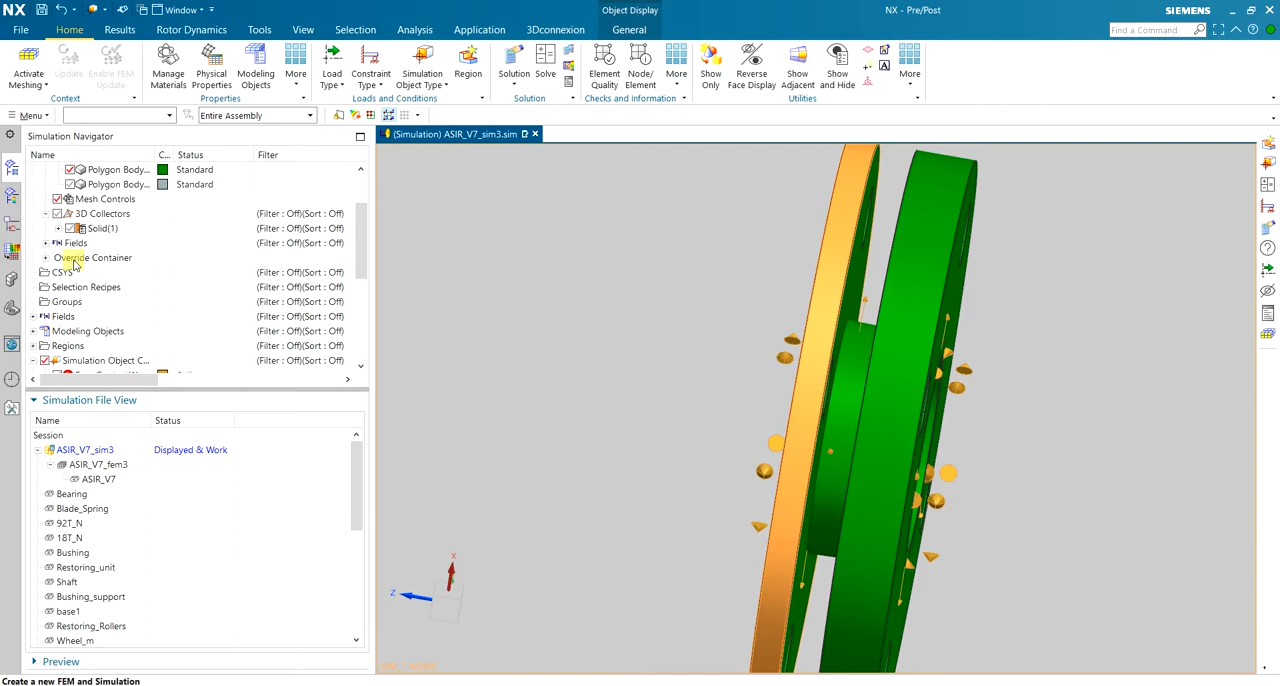 NX
Window
Object Display
NX - Pre/Post
SIEMENS
File
Home
Results
Rotor Dynamics
Tools
View
Selection
Analysis
Application
3Dconnexion
General
Find a Command
Activate Meshing
Update
Enable FEM Update
Manage Materials
Physical Properties
Modeling Objects
More
Load Type
Constraint Type
Simulation Object Type
Region
Solution
Solve
Element Quality
Node/ Element
More
Show Only
Reverse Face Display
Show Adjacent
Show and Hide
More
Context
Properties
Loads and Conditions
Solution
Checks and Information
Utilities
Menu
Entire Assembly
Simulation Navigator
(Simulation) ASIR_V7_sim3.sim
Name C... Status Filter
Polygon Body... Standard
Polygon Body... Standard
Mesh Controls
3D Collectors (Filter : Off)(Sort : Off)
Solid(1) (Filter : Off)(Sort : Off)
Fields (Filter : Off)(Sort : Off)
Override Container (Filter : Off)(Sort : Off)
CSYS (Filter : Off)(Sort : Off)
Selection Recipes (Filter : Off)(Sort : Off)
Groups (Filter : Off)(Sort : Off)
Fields (Filter : Off)(Sort : Off)
Modeling Objects (Filter : Off)(Sort : Off)
Regions (Filter : Off)(Sort : Off)
Simulation Object C... (Filter : Off)(Sort : Off)
Simulation File View
Name Status
Session
ASIR_V7_sim3 Displayed & Work
ASIR_V7_fem3
ASIR_V7
Bearing
Blade_Spring
92T_N
18T_N
Bushing
Restoring_unit
Shaft
Bushing_support
base1
Restoring_Rollers
Wheel_m
Preview
X
Z
Create a new FEM and Simulation